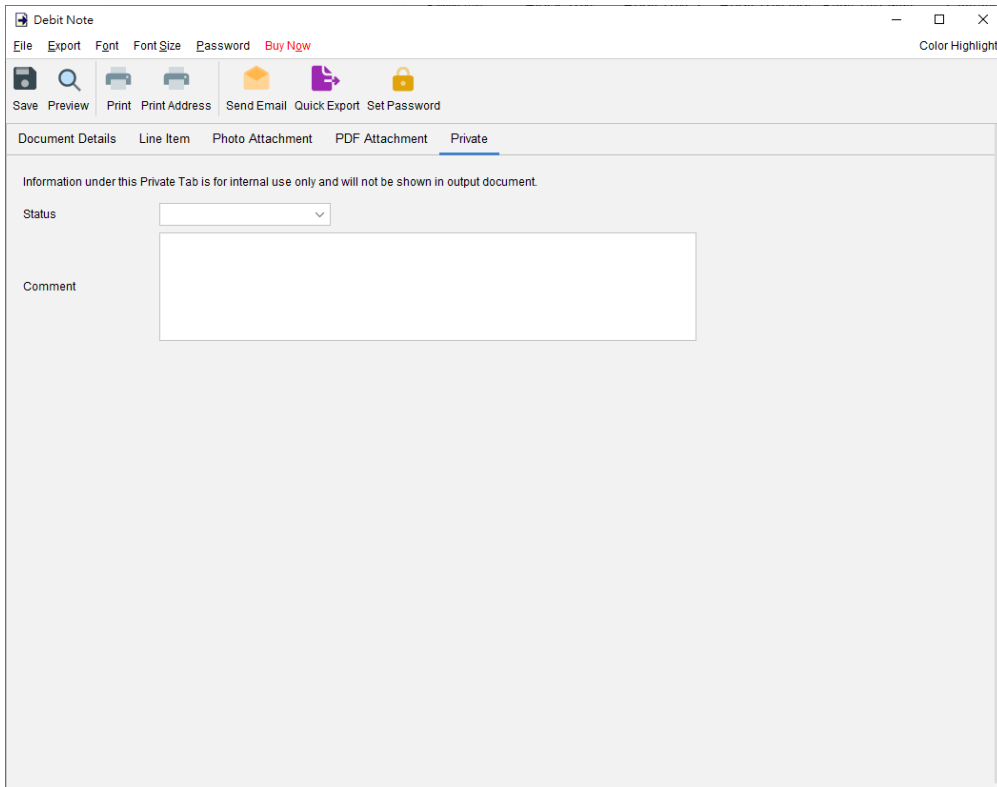 Debit Note
File Export Font Font Size Password Buy Now Color Highlight
Save Preview Print Print Address Send Email Quick Export Set Password
Document Details Line Item Photo Attachment PDF Attachment Private
Information under this Private Tab is for internal use only and will not be shown in output document.
Status
Comment